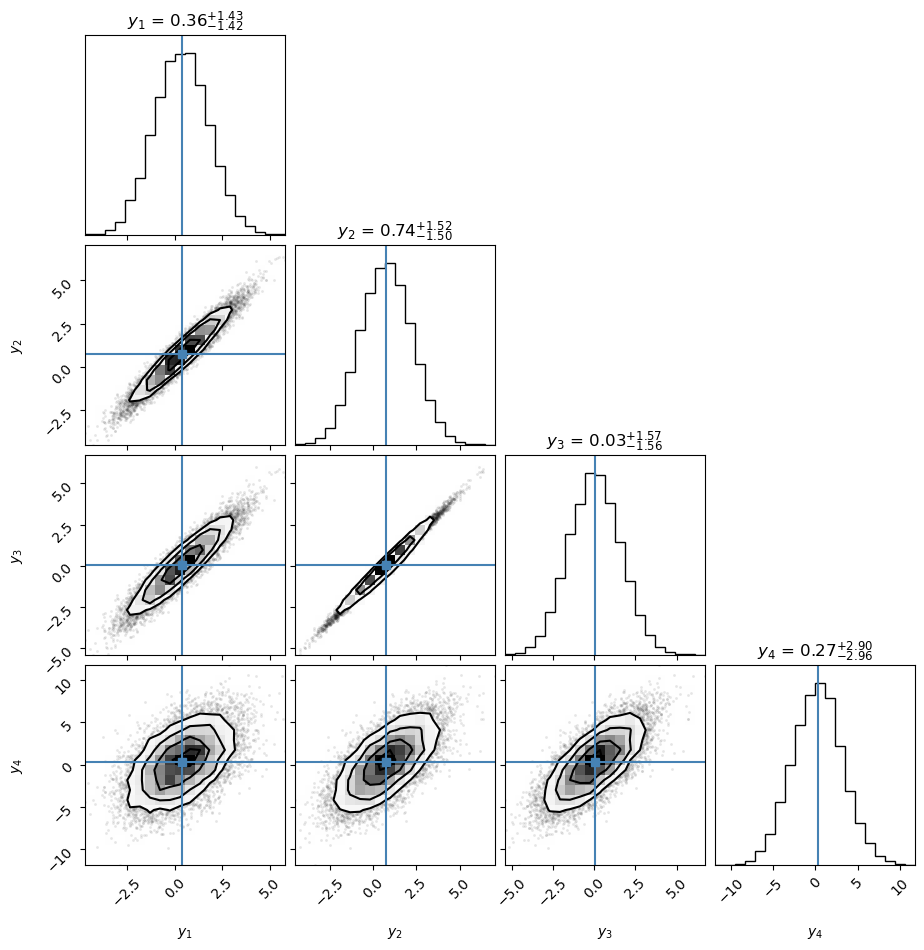 y₁ = 0.36⁺¹·⁴³₋₁.₄₂
y₂ = 0.74⁺¹·⁵²₋₁.₅₀
5.0
2.5
0.0
−2.5
y₂
y₃ = 0.03⁺¹·⁵⁷₋₁.₅₆
5.0
2.5
0.0
−2.5
−5.0
y₃
y₄ = 0.27⁺²·⁹⁰₋₂.₉₆
10
5
0
−5
−10
y₄
−2.5 0.0 2.5 5.0 −2.5 0.0 2.5 5.0 −5.0 −2.5 0.0 2.5 5.0 −10 −5 0 5 10
y₁ y₂ y₃ y₄